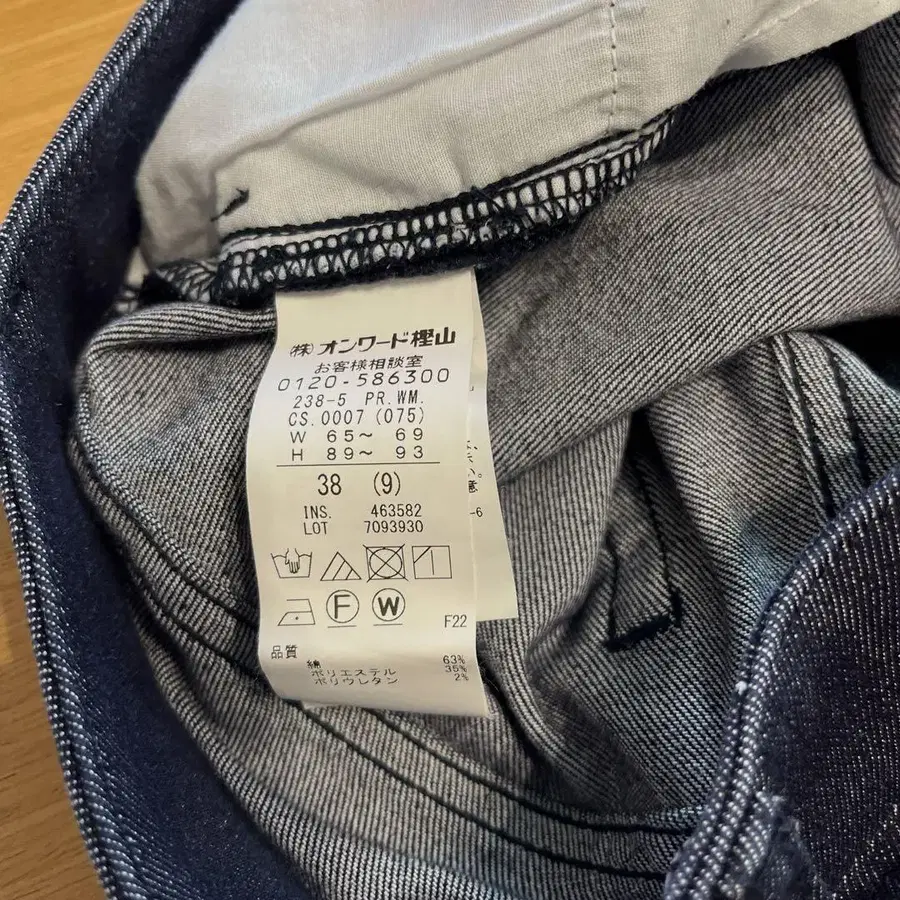 (株)オンワード樫山
お客様相談室
0120-586300
238-5 PR.WM.
CS.0007 (075)
W 65~ 69
H 89~ 93
38 (9)
INS. 463582
LOT 7093930
F W
F22
品質
綿 63%
ポリエステル 35%
ポリウレタン 2%
意。
-6